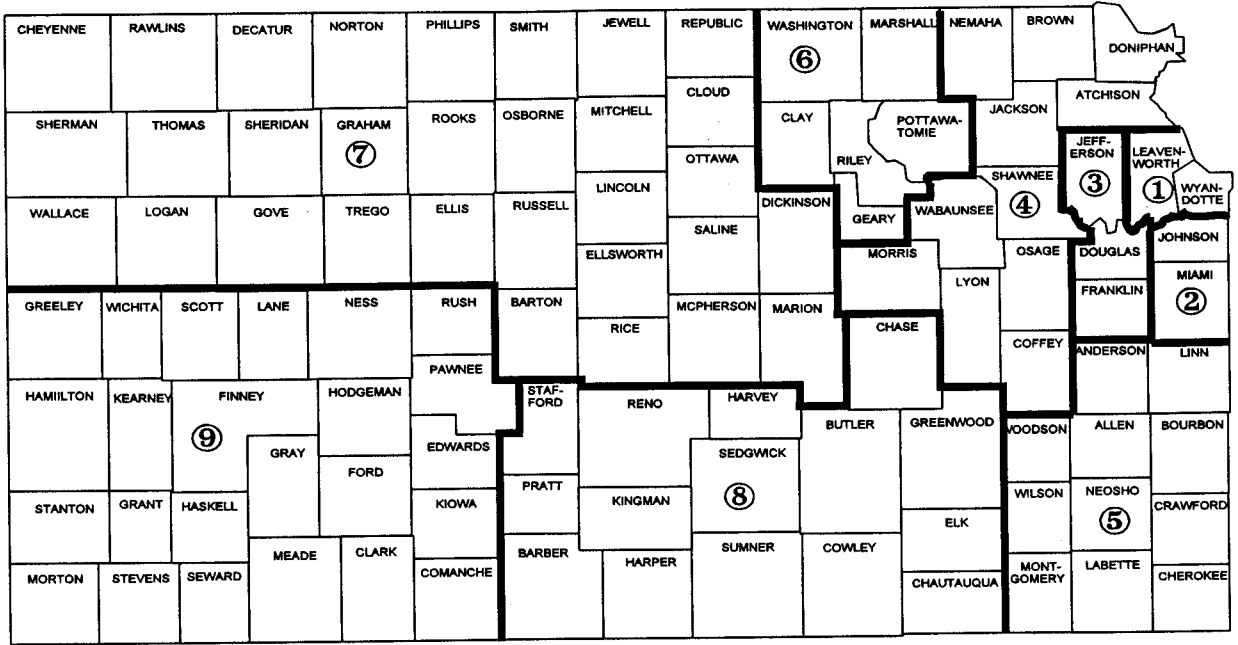 CHEYENNE
RAWLINS
DECATUR
NORTON
PHILLIPS
SMITH
JEWELL
REPUBLIC
WASHINGTON
⑥
MARSHALL
NEMAHA
BROWN
DONIPHAN
CLOUD
ATCHISON
SHERMAN
THOMAS
SHERIDAN
GRAHAM
⑦
ROOKS
OSBORNE
MITCHELL
CLAY
POTTAWA-
TOMIE
JACKSON
OTTAWA
RILEY
JEFF-
ERSON
③
LEAVEN-
WORTH
①
WYAN-
DOTTE
WALLACE
LOGAN
GOVE
TREGO
ELLIS
RUSSELL
LINCOLN
DICKINSON
GEARY
WABAUNSEE
SHAWNEE
④
SALINE
MORRIS
OSAGE
DOUGLAS
JOHNSON
ELLSWORTH
LYON
FRANKLIN
MIAMI
②
GREELEY
WICHITA
SCOTT
LANE
NESS
RUSH
BARTON
RICE
MCPHERSON
MARION
CHASE
COFFEY
ANDERSON
LINN
PAWNEE
HAMIILTON
KEARNEY
FINNEY
⑨
HODGEMAN
STAF-
FORD
RENO
HARVEY
BUTLER
GREENWOOD
WOODSON
ALLEN
BOURBON
GRAY
EDWARDS
SEDGWICK
⑧
FORD
PRATT
KINGMAN
WILSON
NEOSHO
⑤
CRAWFORD
STANTON
GRANT
HASKELL
KIOWA
ELK
MEADE
CLARK
BARBER
HARPER
SUMNER
COWLEY
MORTON
STEVENS
SEWARD
COMANCHE
CHAUTAUQUA
MONT-
GOMERY
LABETTE
CHEROKEE